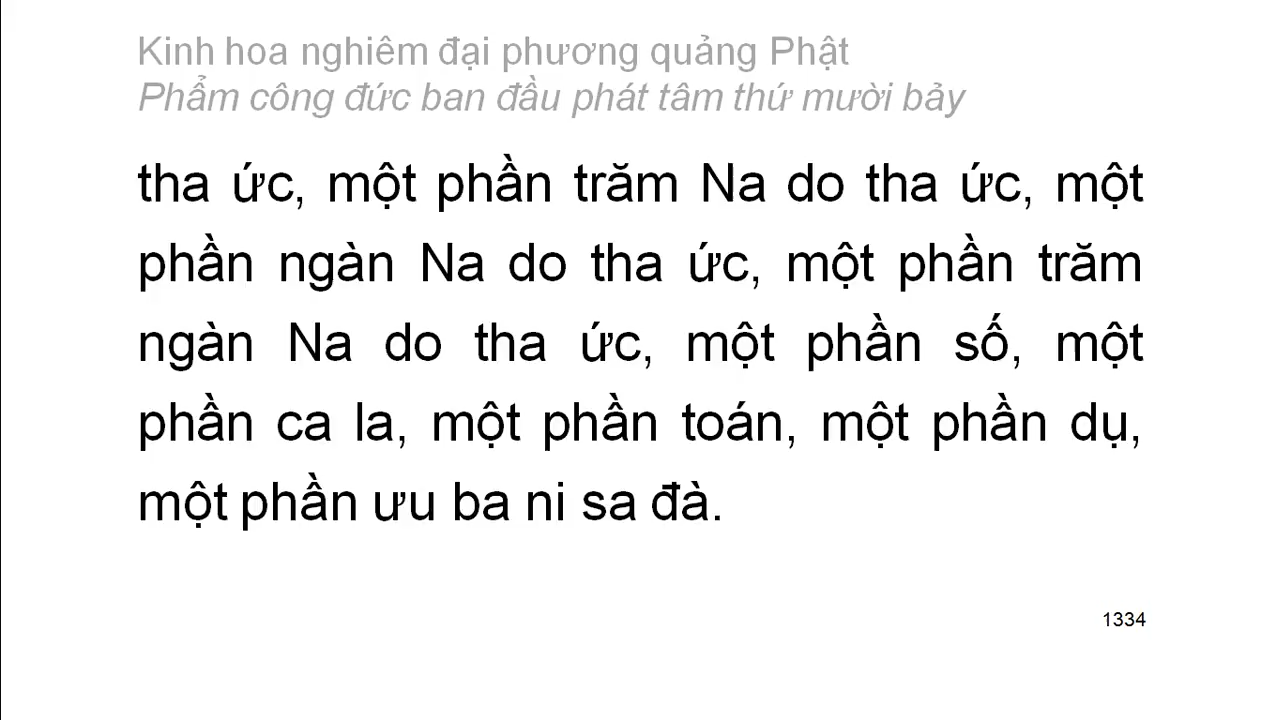 Kinh hoa nghiêm đại phương quảng Phật
Phẩm công đức ban đầu phát tâm thứ mười bảy
tha ức, một phần trăm Na do tha ức, một
phần ngàn Na do tha ức, một phần trăm
ngàn Na do tha ức, một phần số, một
phần ca la, một phần toán, một phần dụ,
một phần ưu ba ni sa đà.
1334